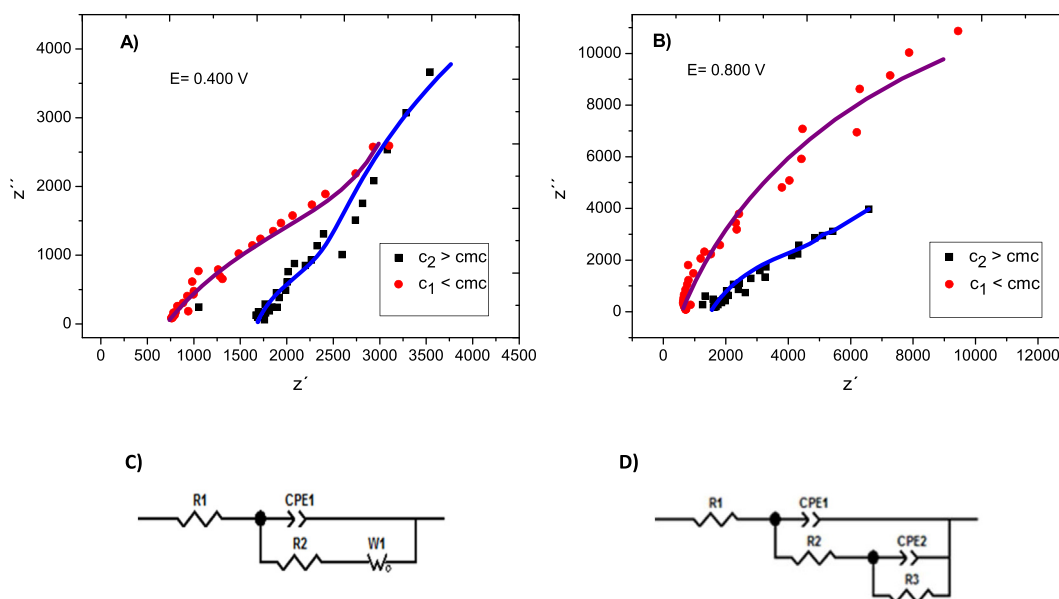 A)
E= 0.400 V
4000
3000
2000
1000
0
z´´
c2 > cmc
c1 < cmc
0 500 1000 1500 2000 2500 3000 3500 4000 4500
z´
B)
E= 0.800 V
10000
8000
6000
4000
2000
0
z´´
c2 > cmc
c1 < cmc
0 2000 4000 6000 8000 10000 12000
z´
C)
R1 CPE1
R2 W1
o
D)
R1 CPE1
R2 CPE2
R3